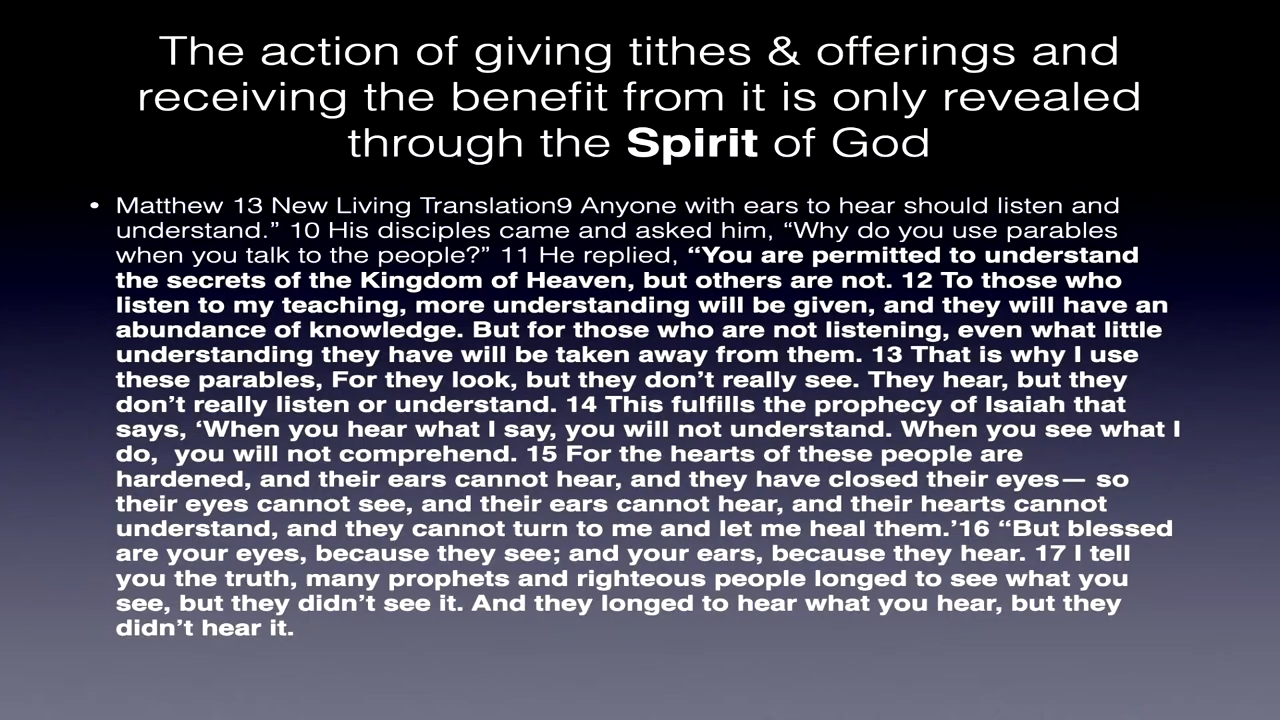 The action of giving tithes & offerings and
receiving the benefit from it is only revealed
through the Spirit of God
• Matthew 13 New Living Translation9 Anyone with ears to hear should listen and
understand.” 10 His disciples came and asked him, “Why do you use parables
when you talk to the people?” 11 He replied, “You are permitted to understand
the secrets of the Kingdom of Heaven, but others are not. 12 To those who
listen to my teaching, more understanding will be given, and they will have an
abundance of knowledge. But for those who are not listening, even what little
understanding they have will be taken away from them. 13 That is why I use
these parables, For they look, but they don’t really see. They hear, but they
don’t really listen or understand. 14 This fulfills the prophecy of Isaiah that
says, ‘When you hear what I say, you will not understand. When you see what I
do,  you will not comprehend. 15 For the hearts of these people are
hardened, and their ears cannot hear, and they have closed their eyes— so
their eyes cannot see, and their ears cannot hear, and their hearts cannot
understand, and they cannot turn to me and let me heal them.’16 “But blessed
are your eyes, because they see; and your ears, because they hear. 17 I tell
you the truth, many prophets and righteous people longed to see what you
see, but they didn’t see it. And they longed to hear what you hear, but they
didn’t hear it.